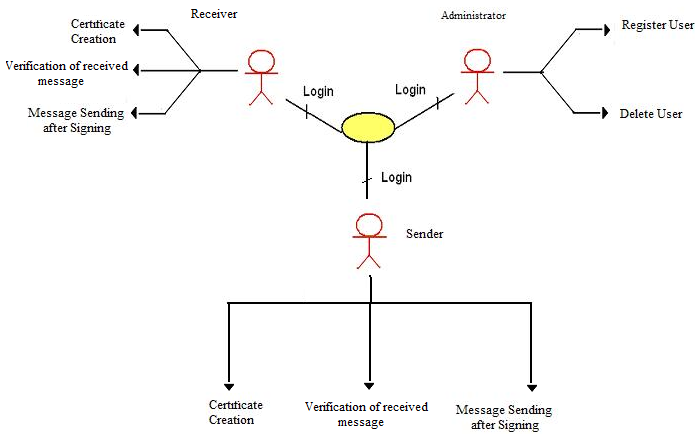 Receiver
Administrator
Certificate
Creation
Verification of received
message
Message Sending
after Signing
Login
Login
Register User
Delete User
Login
Sender
Certificate
Creation
Verification of received
message
Message Sending
after Signing